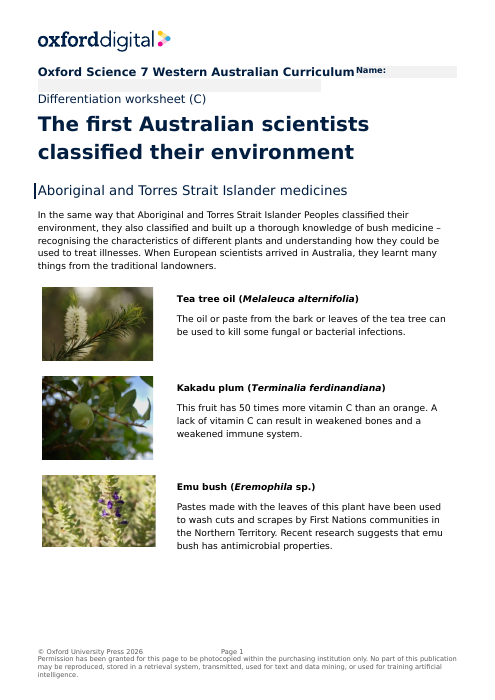 oxforddigital
Oxford Science 7 Western Australian Curriculum Name:
Differentiation worksheet (C)
The first Australian scientists
classified their environment
Aboriginal and Torres Strait Islander medicines
In the same way that Aboriginal and Torres Strait Islander Peoples classified their
environment, they also classified and built up a thorough knowledge of bush medicine –
recognising the characteristics of different plants and understanding how they could be
used to treat illnesses. When European scientists arrived in Australia, they learnt many
things from the traditional landowners.
Tea tree oil (Melaleuca alternifolia)
The oil or paste from the bark or leaves of the tea tree can
be used to kill some fungal or bacterial infections.
Kakadu plum (Terminalia ferdinandiana)
This fruit has 50 times more vitamin C than an orange. A
lack of vitamin C can result in weakened bones and a
weakened immune system.
Emu bush (Eremophila sp.)
Pastes made with the leaves of this plant have been used
to wash cuts and scrapes by First Nations communities in
the Northern Territory. Recent research suggests that emu
bush has antimicrobial properties.
© Oxford University Press 2026 Page 1
Permission has been granted for this page to be photocopied within the purchasing institution only. No part of this publication
may be reproduced, stored in a retrieval system, transmitted, used for text and data mining, or used for training artificial
intelligence.